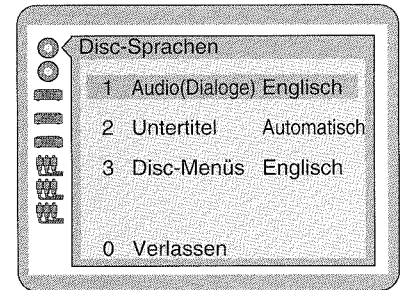 Disc-Sprachen
1 Audio(Dialoge) Englisch
2 Untertitel Automatisch
3 Disc-Menüs Englisch
0 Verlassen